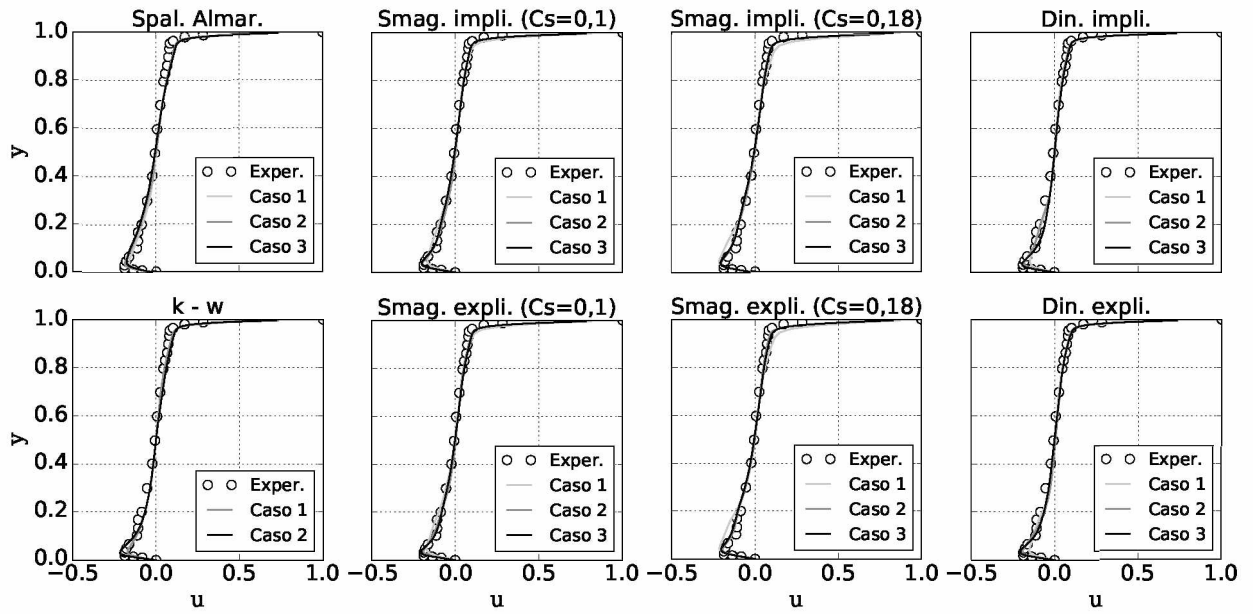 Spal. Almar.
Smag. impli. (Cs=0,1)
Smag. impli. (Cs=0,18)
Din. impli.
1.0
0.8
0.6
0.4
0.2
0.0
y
Exper.
Caso 1
Caso 2
Caso 3
Exper.
Caso 1
Caso 2
Caso 3
Exper.
Caso 1
Caso 2
Caso 3
Exper.
Caso 1
Caso 2
Caso 3
k - w
Smag. expli. (Cs=0,1)
Smag. expli. (Cs=0,18)
Din. expli.
1.0
0.8
0.6
0.4
0.2
0.0
y
Exper.
Caso 1
Caso 2
Exper.
Caso 1
Caso 2
Caso 3
Exper.
Caso 1
Caso 2
Caso 3
Exper.
Caso 1
Caso 2
Caso 3
−0.5 0.0 0.5 1.0
u
0.0 0.5 1.0
u
−0.5 0.0 0.5 1.0
u
0.0 0.5 1.0
u